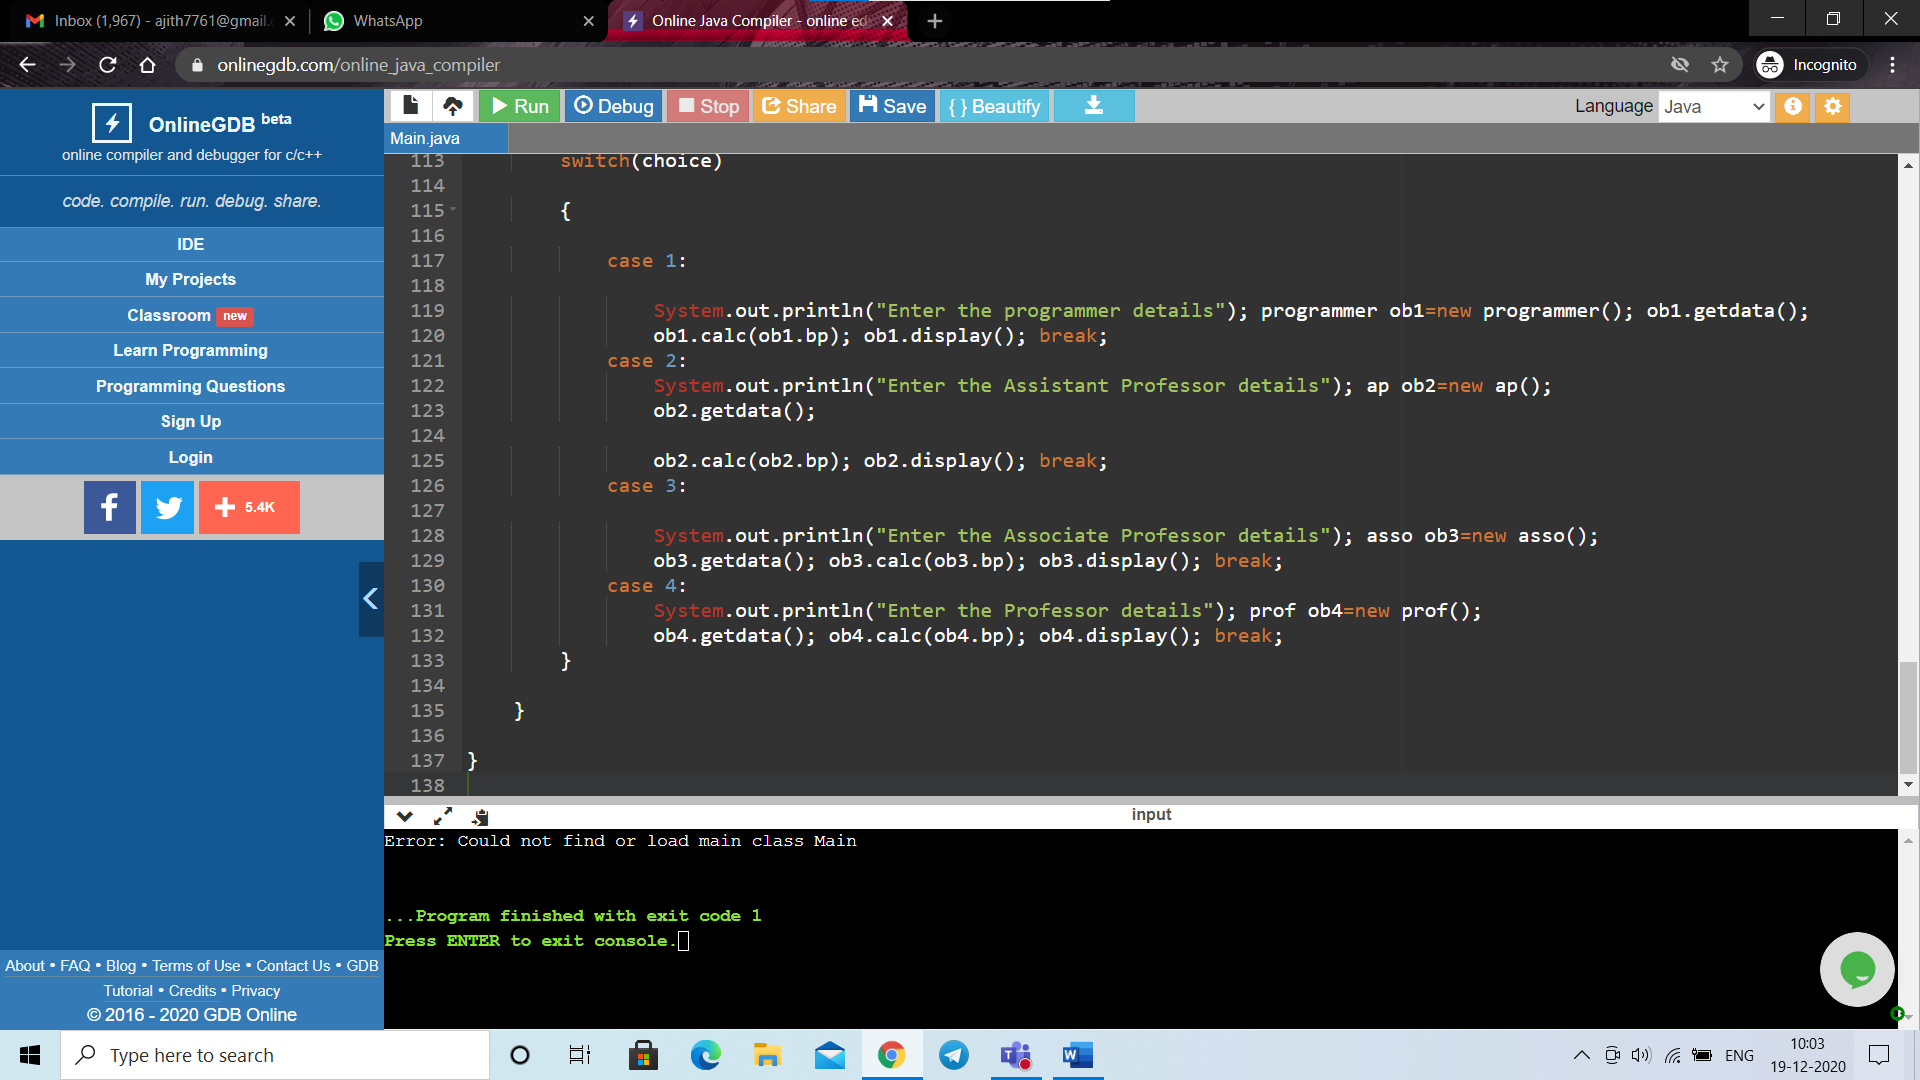 Inbox (1,967) - ajith7761@gmail.
WhatsApp
Online Java Compiler - online ed
onlinegdb.com/online_java_compiler
Incognito
OnlineGDB beta
online compiler and debugger for c/c++
code. compile. run. debug. share.
IDE
My Projects
Classroom new
Learn Programming
Programming Questions
Sign Up
Login
f + 5.4K
About • FAQ • Blog • Terms of Use • Contact Us • GDB
Tutorial • Credits • Privacy
© 2016 - 2020 GDB Online
Run Debug Stop Share Save { } Beautify
Language Java
Main.java
113 switch(choice)
114
115 {
116
117 case 1:
118
119 System.out.println("Enter the programmer details"); programmer ob1=new programmer(); ob1.getdata();
120 ob1.calc(ob1.bp); ob1.display(); break;
121 case 2:
122 System.out.println("Enter the Assistant Professor details"); ap ob2=new ap();
123 ob2.getdata();
124
125 ob2.calc(ob2.bp); ob2.display(); break;
126 case 3:
127
128 System.out.println("Enter the Associate Professor details"); asso ob3=new asso();
129 ob3.getdata(); ob3.calc(ob3.bp); ob3.display(); break;
130 case 4:
131 System.out.println("Enter the Professor details"); prof ob4=new prof();
132 ob4.getdata(); ob4.calc(ob4.bp); ob4.display(); break;
133 }
134
135 }
136
137 }
138
input
Error: Could not find or load main class Main
...Program finished with exit code 1
Press ENTER to exit console.
Type here to search
ENG
10:03
19-12-2020